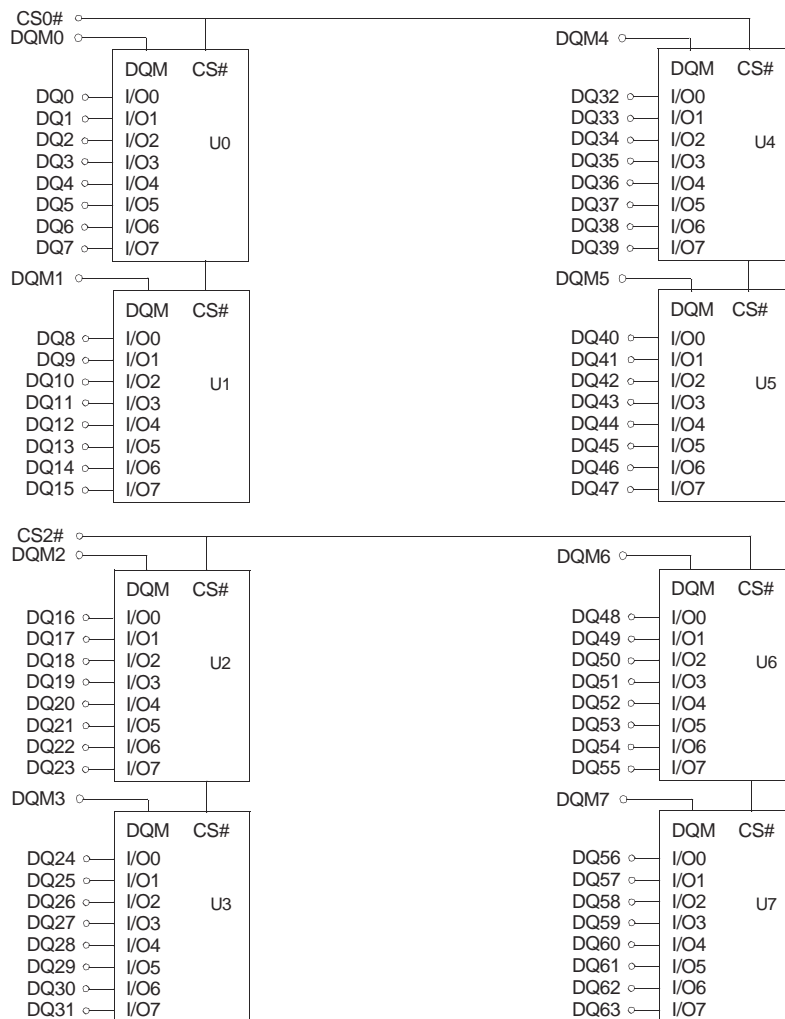 CS0#
DQM0 DQM4
DQM CS# DQM CS#
DQ0 I/O0 DQ32 I/O0
DQ1 I/O1 DQ33 I/O1
DQ2 I/O2 U0 DQ34 I/O2 U4
DQ3 I/O3 DQ35 I/O3
DQ4 I/O4 DQ36 I/O4
DQ5 I/O5 DQ37 I/O5
DQ6 I/O6 DQ38 I/O6
DQ7 I/O7 DQ39 I/O7
DQM1 DQM5
DQM CS# DQM CS#
DQ8 I/O0 DQ40 I/O0
DQ9 I/O1 DQ41 I/O1
DQ10 I/O2 U1 DQ42 I/O2 U5
DQ11 I/O3 DQ43 I/O3
DQ12 I/O4 DQ44 I/O4
DQ13 I/O5 DQ45 I/O5
DQ14 I/O6 DQ46 I/O6
DQ15 I/O7 DQ47 I/O7
CS2#
DQM2 DQM6
DQM CS# DQM CS#
DQ16 I/O0 DQ48 I/O0
DQ17 I/O1 DQ49 I/O1
DQ18 I/O2 U2 DQ50 I/O2 U6
DQ19 I/O3 DQ51 I/O3
DQ20 I/O4 DQ52 I/O4
DQ21 I/O5 DQ53 I/O5
DQ22 I/O6 DQ54 I/O6
DQ23 I/O7 DQ55 I/O7
DQM3 DQM7
DQM CS# DQM CS#
DQ24 I/O0 DQ56 I/O0
DQ25 I/O1 DQ57 I/O1
DQ26 I/O2 U3 DQ58 I/O2 U7
DQ27 I/O3 DQ59 I/O3
DQ28 I/O4 DQ60 I/O4
DQ29 I/O5 DQ61 I/O5
DQ30 I/O6 DQ62 I/O6
DQ31 I/O7 DQ63 I/O7